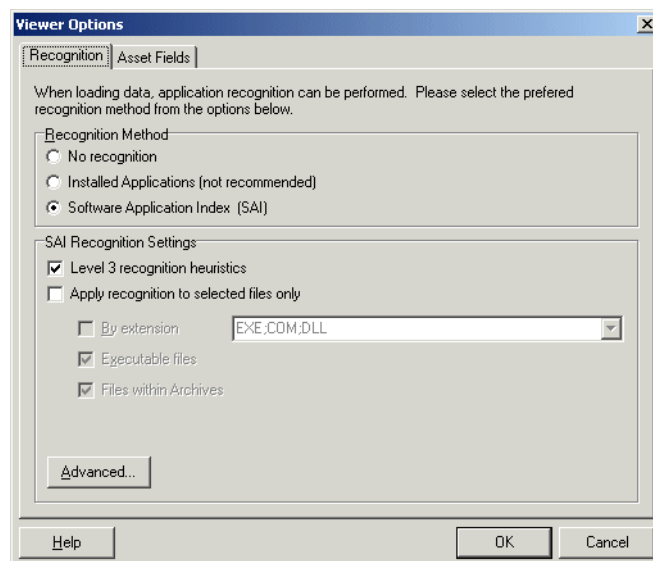 Viewer Options
Recognition
Asset Fields
When loading data, application recognition can be performed. Please select the prefered
recognition method from the options below.
Recognition Method
No recognition
Installed Applications (not recommended)
Software Application Index (SAI)
SAI Recognition Settings
Level 3 recognition heuristics
Apply recognition to selected files only
By extension
EXE;COM;DLL
Executable files
Files within Archives
Advanced...
Help
OK
Cancel